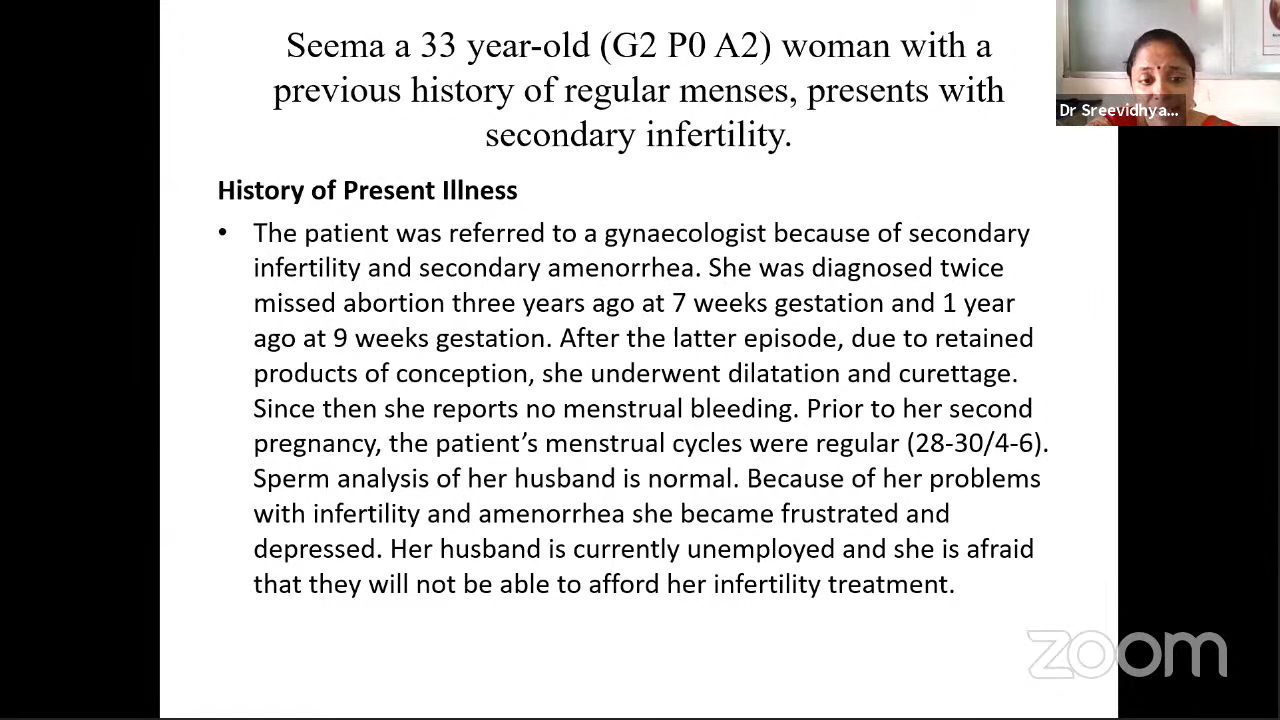 Seema a 33 year-old (G2 P0 A2) woman with a
previous history of regular menses, presents with
secondary infertility.
Dr Sreevidhya...
History of Present Illness
• The patient was referred to a gynaecologist because of secondary
infertility and secondary amenorrhea. She was diagnosed twice
missed abortion three years ago at 7 weeks gestation and 1 year
ago at 9 weeks gestation. After the latter episode, due to retained
products of conception, she underwent dilatation and curettage.
Since then she reports no menstrual bleeding. Prior to her second
pregnancy, the patient’s menstrual cycles were regular (28-30/4-6).
Sperm analysis of her husband is normal. Because of her problems
with infertility and amenorrhea she became frustrated and
depressed. Her husband is currently unemployed and she is afraid
that they will not be able to afford her infertility treatment.
zoom